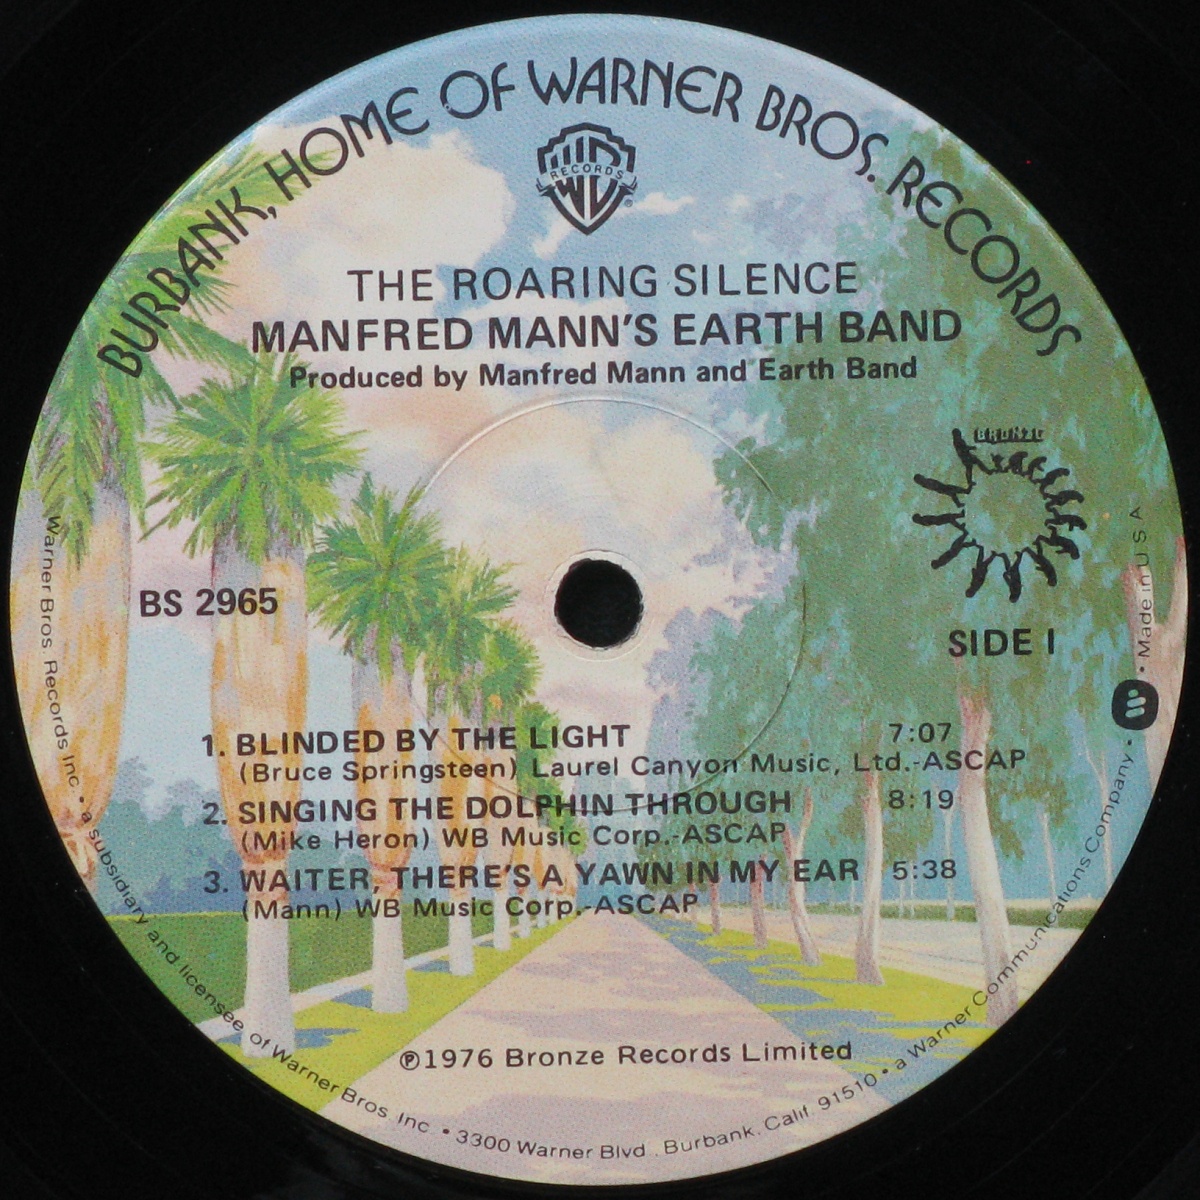 BURBANK, HOME OF WARNER BROS. RECORDS
RECORDS
W
®
THE ROARING SILENCE
MANFRED MANN'S EARTH BAND
Produced by Manfred Mann and Earth Band
BRONZE
BS 2965
SIDE I
1. BLINDED BY THE LIGHT 7:07
(Bruce Springsteen) Laurel Canyon Music, Ltd.-ASCAP
2. SINGING THE DOLPHIN THROUGH 8:19
(Mike Heron) WB Music Corp.-ASCAP
3. WAITER, THERE'S A YAWN IN MY EAR 5:38
(Mann) WB Music Corp.-ASCAP
℗1976 Bronze Records Limited
Warner Bros. Records Inc. • a subsidiary and licensee of Warner Bros. Inc. • 3300 Warner Blvd., Burbank, Calif. 91510 • a Warner Communications Company • • Made in U S A